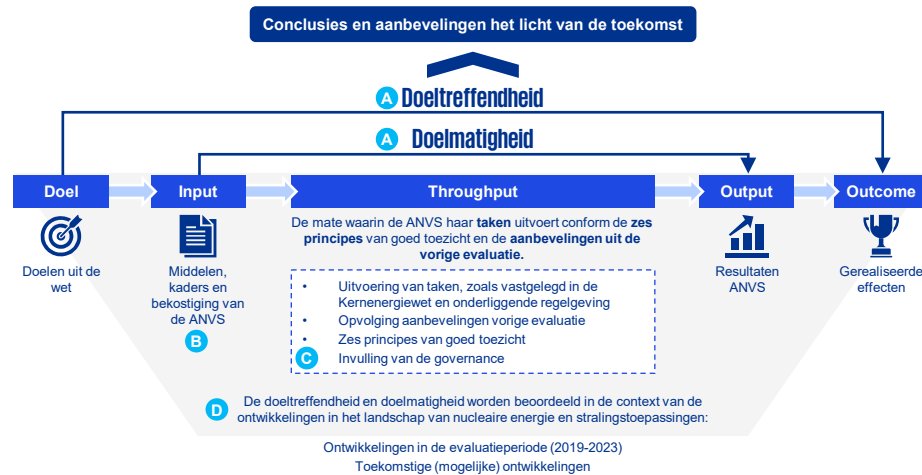 Conclusies en aanbevelingen het licht van de toekomst
A Doeltreffendheid
A Doelmatigheid
Doel
Input
Throughput
Output
Outcome
Doelen uit de
wet
Middelen,
kaders en
bekostiging van
de ANVS
B
De mate waarin de ANVS haar taken uitvoert conform de zes
principes van goed toezicht en de aanbevelingen uit de
vorige evaluatie.
• Uitvoering van taken, zoals vastgelegd in de
Kernenergiewet en onderliggende regelgeving
• Opvolging aanbevelingen vorige evaluatie
• Zes principes van goed toezicht
C Invulling van de governance
Resultaten
ANVS
Gerealiseerde
effecten
D De doeltreffendheid en doelmatigheid worden beoordeeld in de context van de
ontwikkelingen in het landschap van nucleaire energie en stralingstoepassingen:
Ontwikkelingen in de evaluatieperiode (2019-2023)
Toekomstige (mogelijke) ontwikkelingen